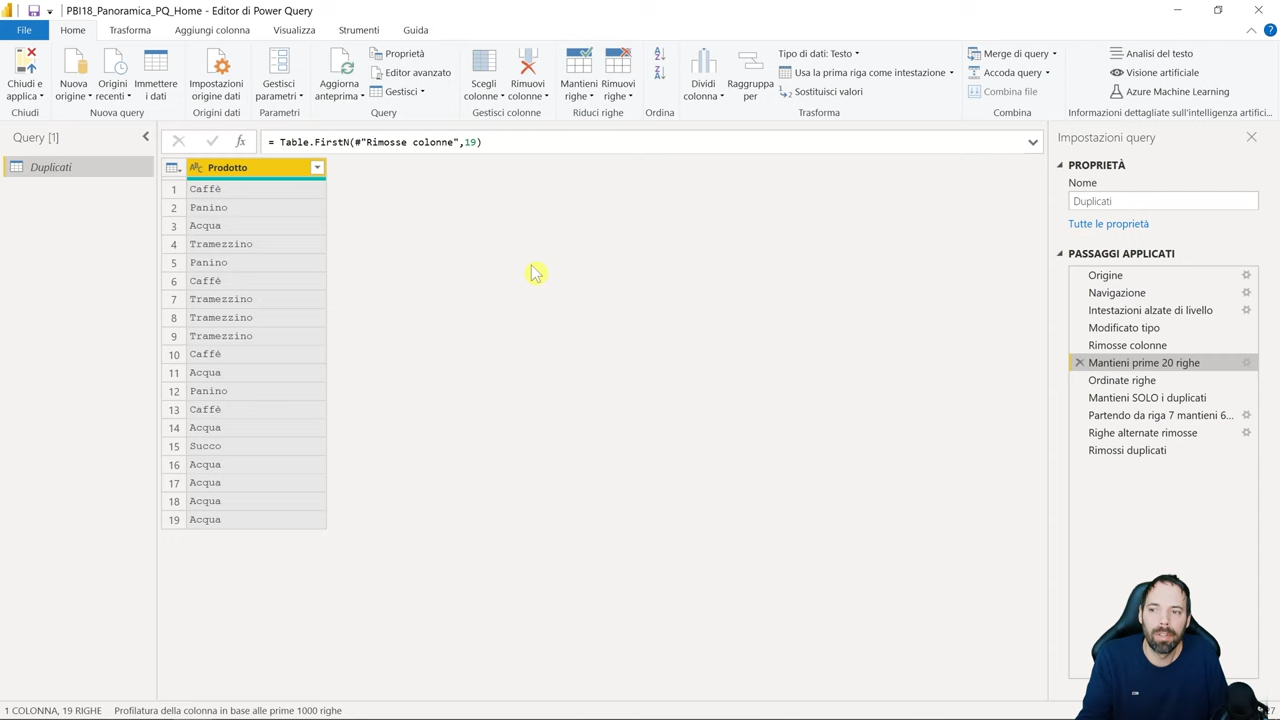 PBI18_Panoramica_PQ_Home - Editor di Power Query
File Home Trasforma Aggiungi colonna Visualizza Strumenti Guida
Chiudi e applica
Nuova origine
Origini recenti
Immettere i dati
Impostazioni origine dati
Gestisci parametri
Aggiorna anteprima
Proprietà
Editor avanzato
Gestisci
Scegli colonne
Rimuovi colonne
Mantieni righe
Rimuovi righe
Dividi colonna
Raggruppa per
Tipo di dati: Testo
Usa la prima riga come intestazione
Sostituisci valori
Merge di query
Accoda query
Combina file
Analisi del testo
Visione artificiale
Azure Machine Learning
Chiudi
Nuova query
Origini dati
Parametri
Query
Gestisci colonne
Riduci righe
Ordina
Trasforma
Combina
Informazioni dettagliate sull'intelligenza artific...
Query [1]
Duplicati
fx
= Table.FirstN(#"Rimosse colonne",19)
Prodotto
1 Caffè
2 Panino
3 Acqua
4 Tramezzino
5 Panino
6 Caffè
7 Tramezzino
8 Tramezzino
9 Tramezzino
10 Caffè
11 Acqua
12 Panino
13 Caffè
14 Acqua
15 Succo
16 Acqua
17 Acqua
18 Acqua
19 Acqua
Impostazioni query
PROPRIETÀ
Nome
Duplicati
Tutte le proprietà
PASSAGGI APPLICATI
Origine
Navigazione
Intestazioni alzate di livello
Modificato tipo
Rimosse colonne
Mantieni prime 20 righe
Ordinate righe
Mantieni SOLO i duplicati
Partendo da riga 7 mantieni 6...
Righe alternate rimosse
Rimossi duplicati
1 COLONNA, 19 RIGHE Profilatura della colonna in base alle prime 1000 righe